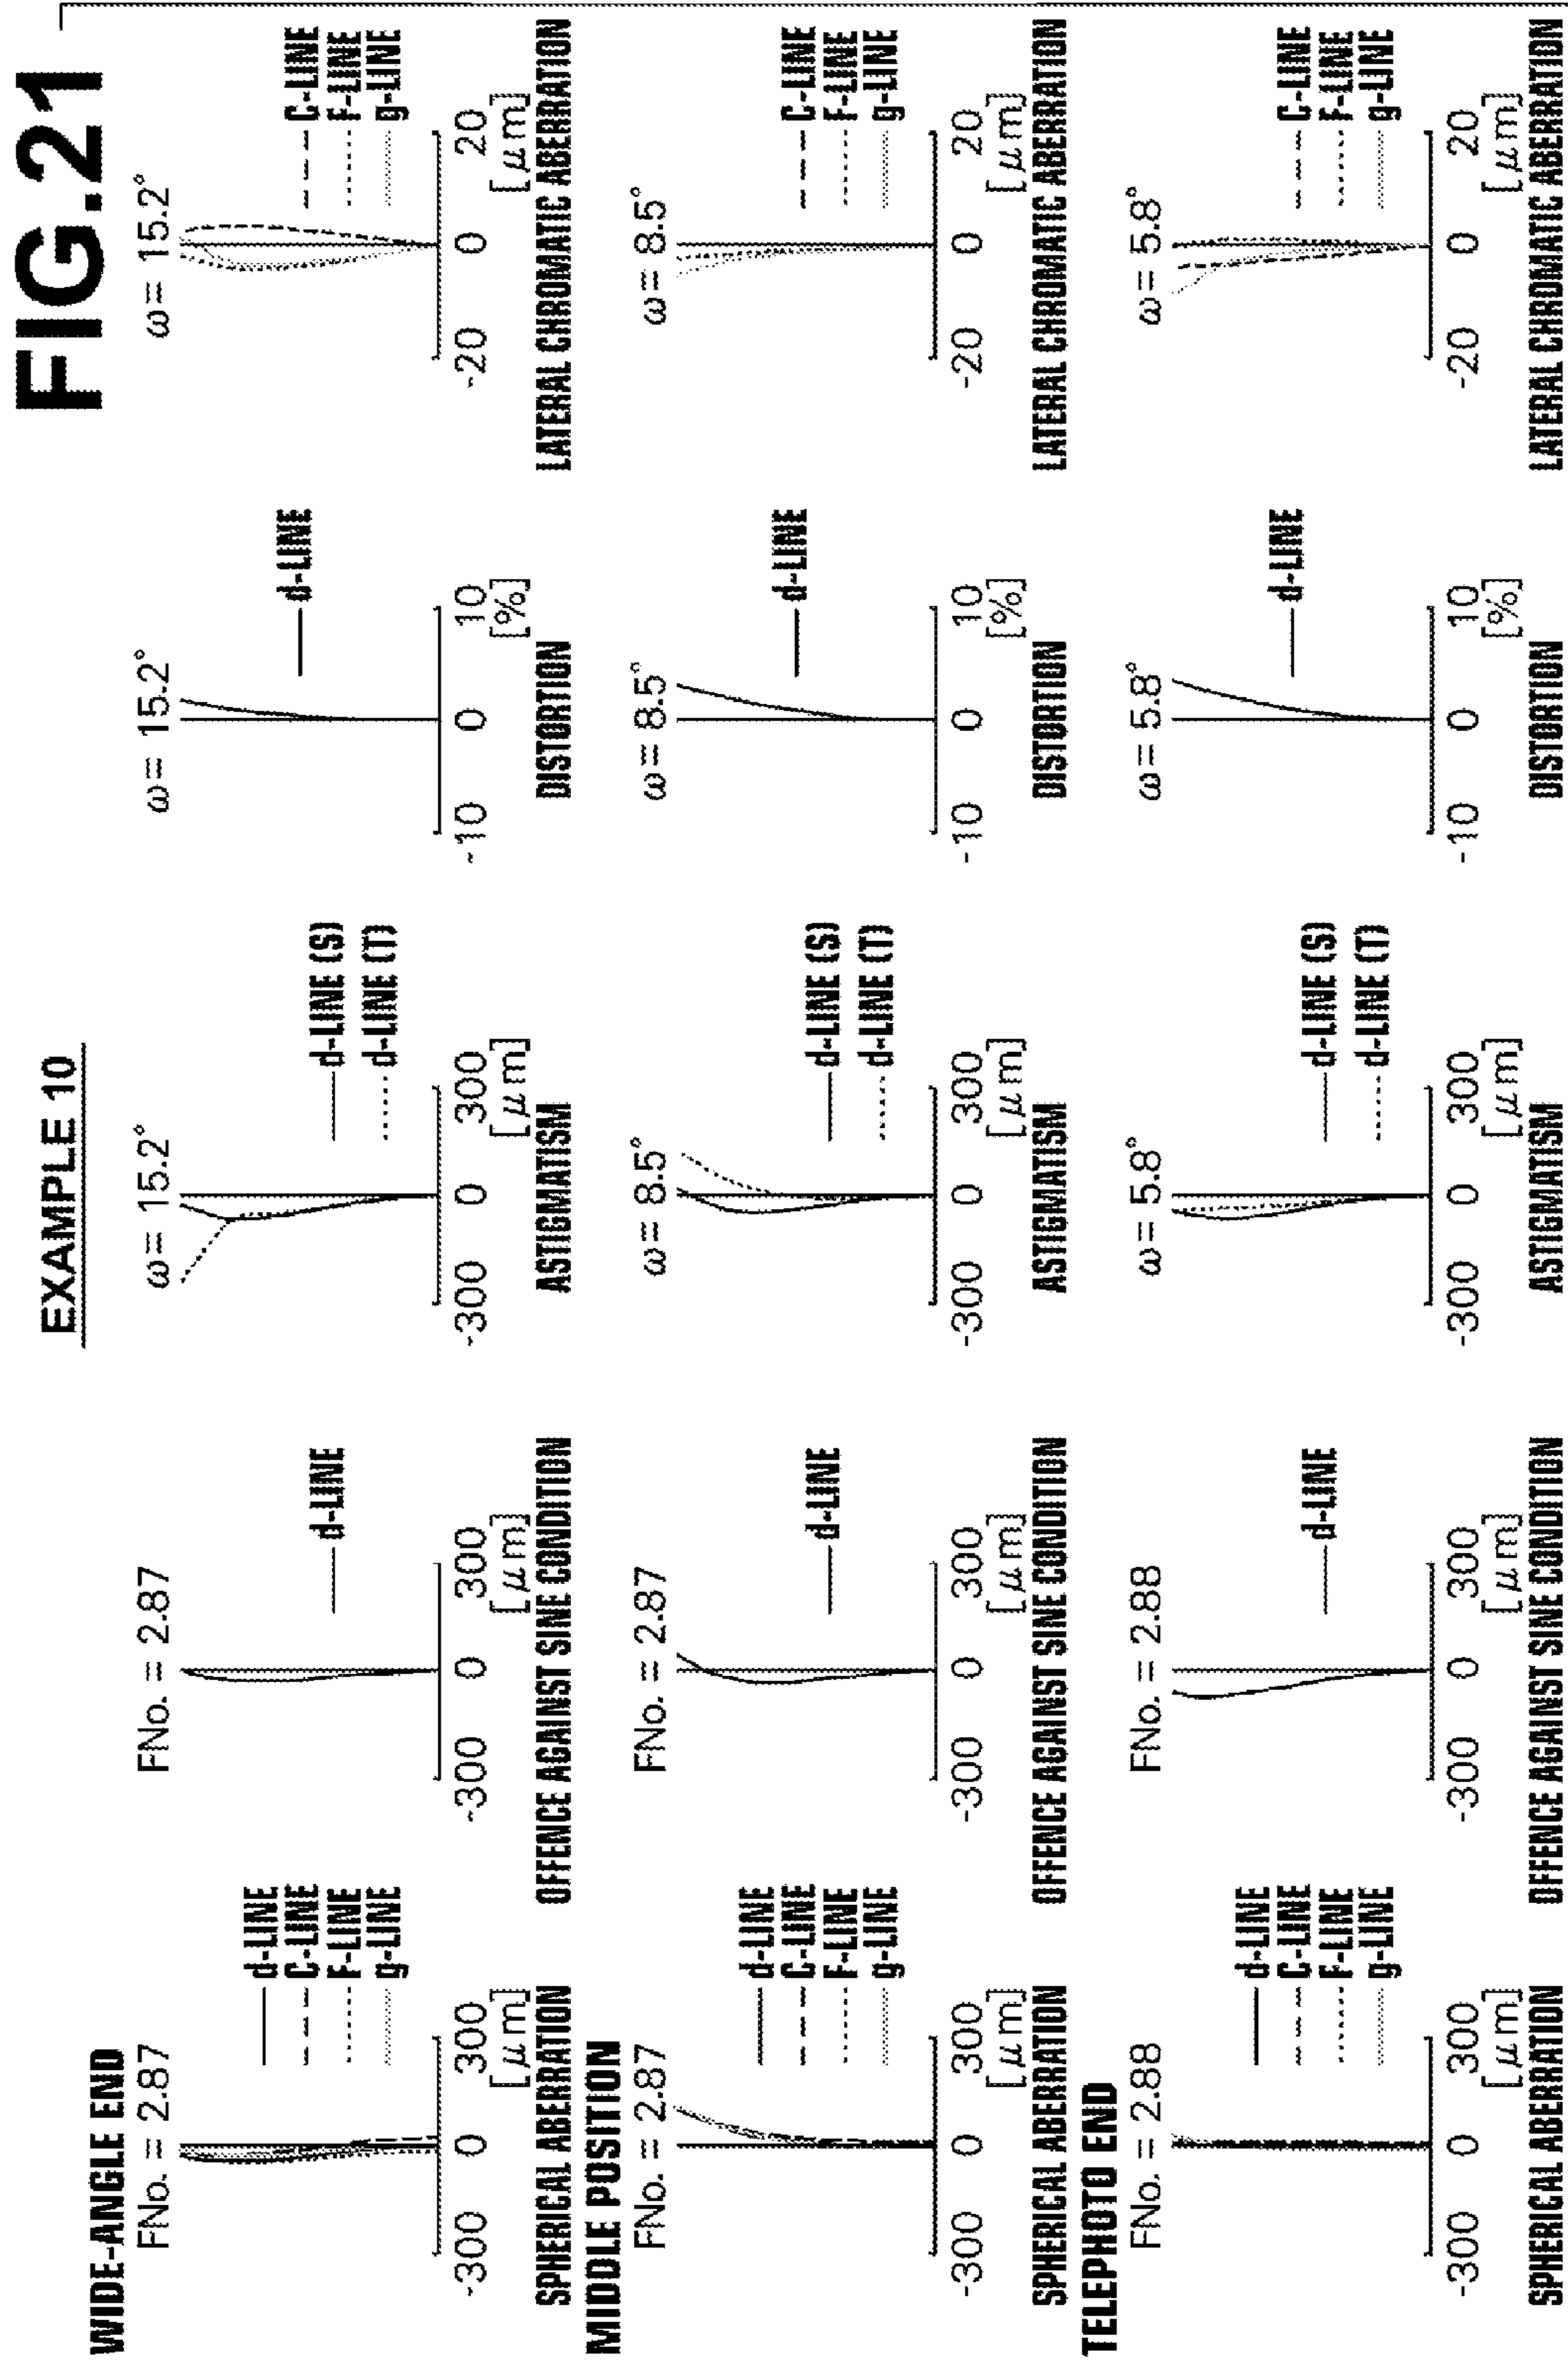 FIG.21
EXAMPLE 10
WIDE-ANGLE END
FNo. = 2.87
d-LINE
C-LINE
F-LINE
g-LINE
-300 0 300
[μm]
SPHERICAL ABERRATION
FNo. = 2.87
d-LINE
-300 0 300
[μm]
OFFENCE AGAINST SINE CONDITION
ω= 15.2°
d-LINE (S)
d-LINE (T)
-300 0 300
[μm]
ASTIGMATISM
ω= 15.2°
d-LINE
-10 0 10
[%]
DISTORTION
ω= 15.2°
C-LINE
F-LINE
g-LINE
-20 0 20
[μm]
LATERAL CHROMATIC ABERRATION
MIDDLE POSITION
FNo. = 2.87
d-LINE
C-LINE
F-LINE
g-LINE
-300 0 300
[μm]
SPHERICAL ABERRATION
FNo. = 2.87
d-LINE
-300 0 300
[μm]
OFFENCE AGAINST SINE CONDITION
ω= 8.5°
d-LINE (S)
d-LINE (T)
-300 0 300
[μm]
ASTIGMATISM
ω= 8.5°
d-LINE
-10 0 10
[%]
DISTORTION
ω= 8.5°
C-LINE
F-LINE
g-LINE
-20 0 20
[μm]
LATERAL CHROMATIC ABERRATION
TELEPHOTO END
FNo. = 2.88
d-LINE
C-LINE
F-LINE
g-LINE
-300 0 300
[μm]
SPHERICAL ABERRATION
FNo. = 2.88
d-LINE
-300 0 300
[μm]
OFFENCE AGAINST SINE CONDITION
ω= 5.8°
d-LINE (S)
d-LINE (T)
-300 0 300
[μm]
ASTIGMATISM
ω= 5.8°
d-LINE
-10 0 10
[%]
DISTORTION
ω= 5.8°
C-LINE
F-LINE
g-LINE
-20 0 20
[μm]
LATERAL CHROMATIC ABERRATION